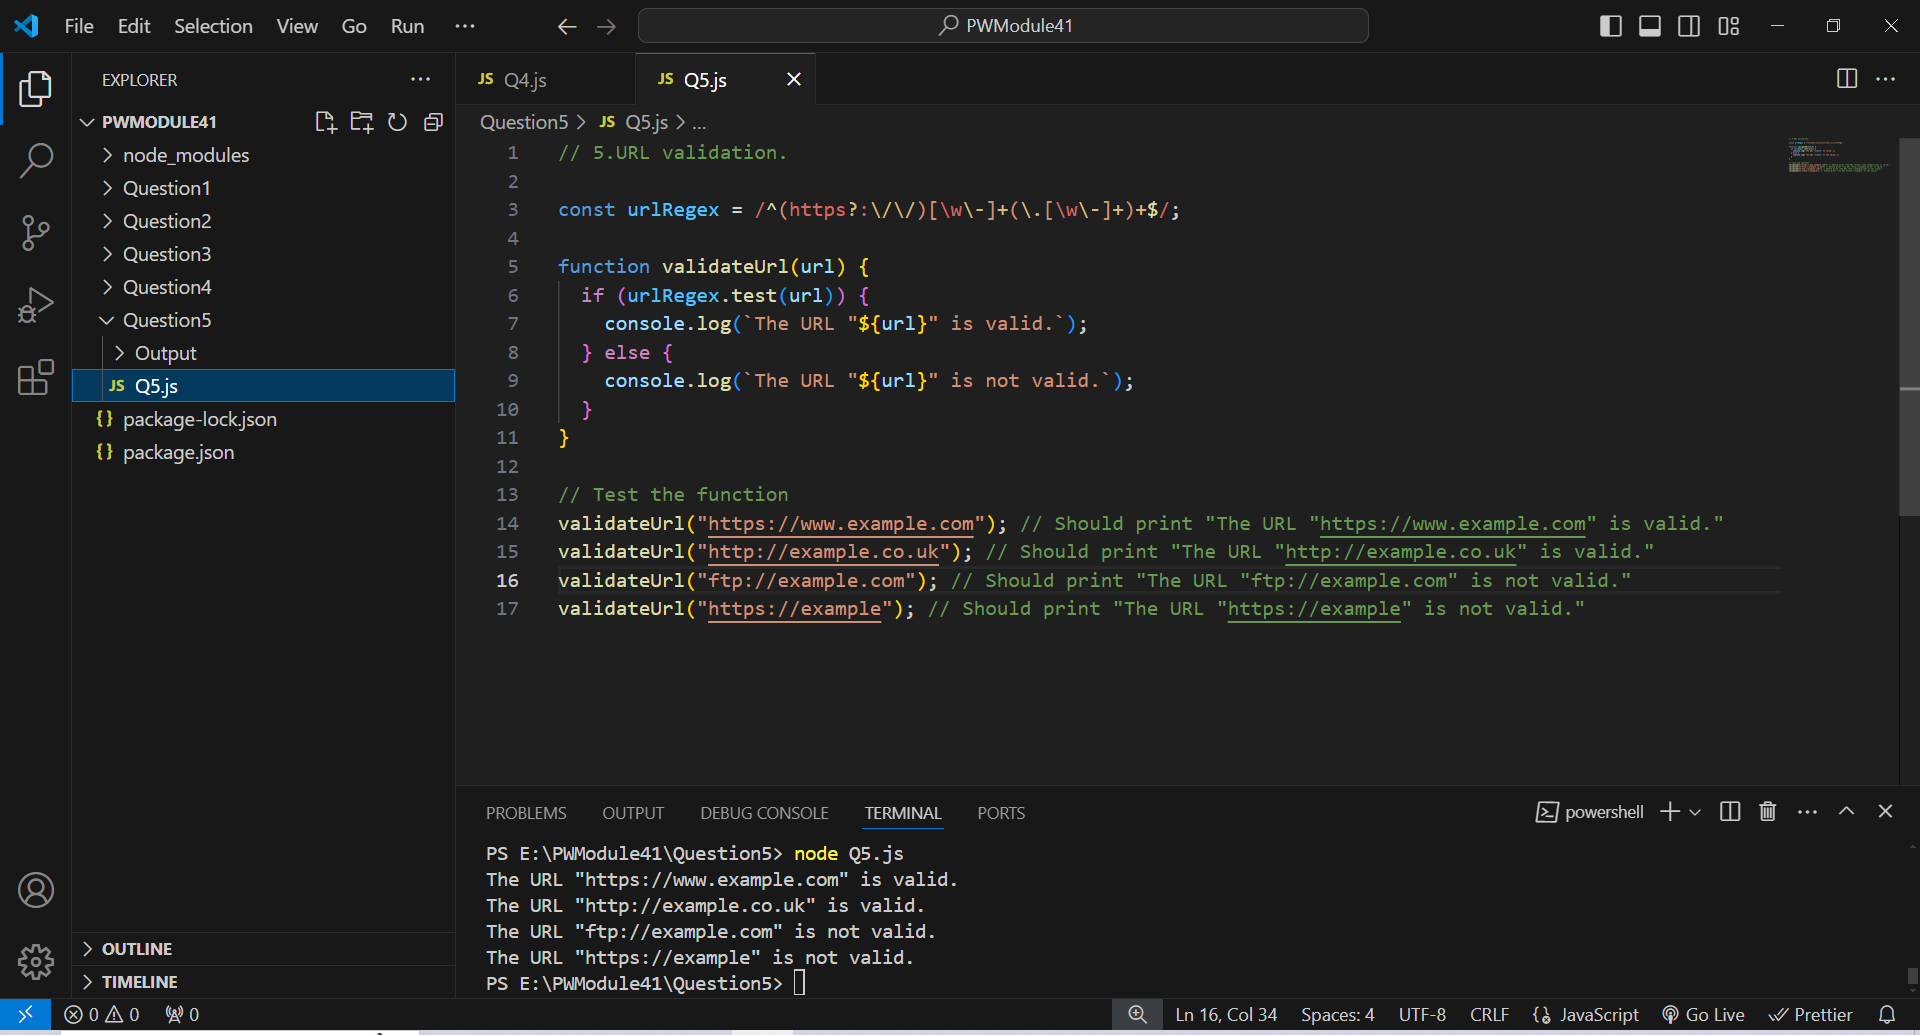 File Edit Selection View Go Run ··· PWModule41
EXPLORER ···
PWMODULE41
node_modules
Question1
Question2
Question3
Question4
Question5
Output
JS Q5.js
{} package-lock.json
{} package.json
OUTLINE
TIMELINE
JS Q4.js JS Q5.js
Question5 > JS Q5.js > ...
1 // 5.URL validation.
2
3 const urlRegex = /^(https?:\/\/)[\w\-]+(\.[\w\-]+)+$/;
4
5 function validateUrl(url) {
6 if (urlRegex.test(url)) {
7 console.log(`The URL "${url}" is valid.`);
8 } else {
9 console.log(`The URL "${url}" is not valid.`);
10 }
11 }
12
13 // Test the function
14 validateUrl("https://www.example.com"); // Should print "The URL "https://www.example.com" is valid."
15 validateUrl("http://example.co.uk"); // Should print "The URL "http://example.co.uk" is valid."
16 validateUrl("ftp://example.com"); // Should print "The URL "ftp://example.com" is not valid."
17 validateUrl("https://example"); // Should print "The URL "https://example" is not valid."
PROBLEMS OUTPUT DEBUG CONSOLE TERMINAL PORTS powershell
PS E:\PWModule41\Question5> node Q5.js
The URL "https://www.example.com" is valid.
The URL "http://example.co.uk" is valid.
The URL "ftp://example.com" is not valid.
The URL "https://example" is not valid.
PS E:\PWModule41\Question5>
0 0 0 Ln 16, Col 34 Spaces: 4 UTF-8 CRLF {} JavaScript Go Live Prettier